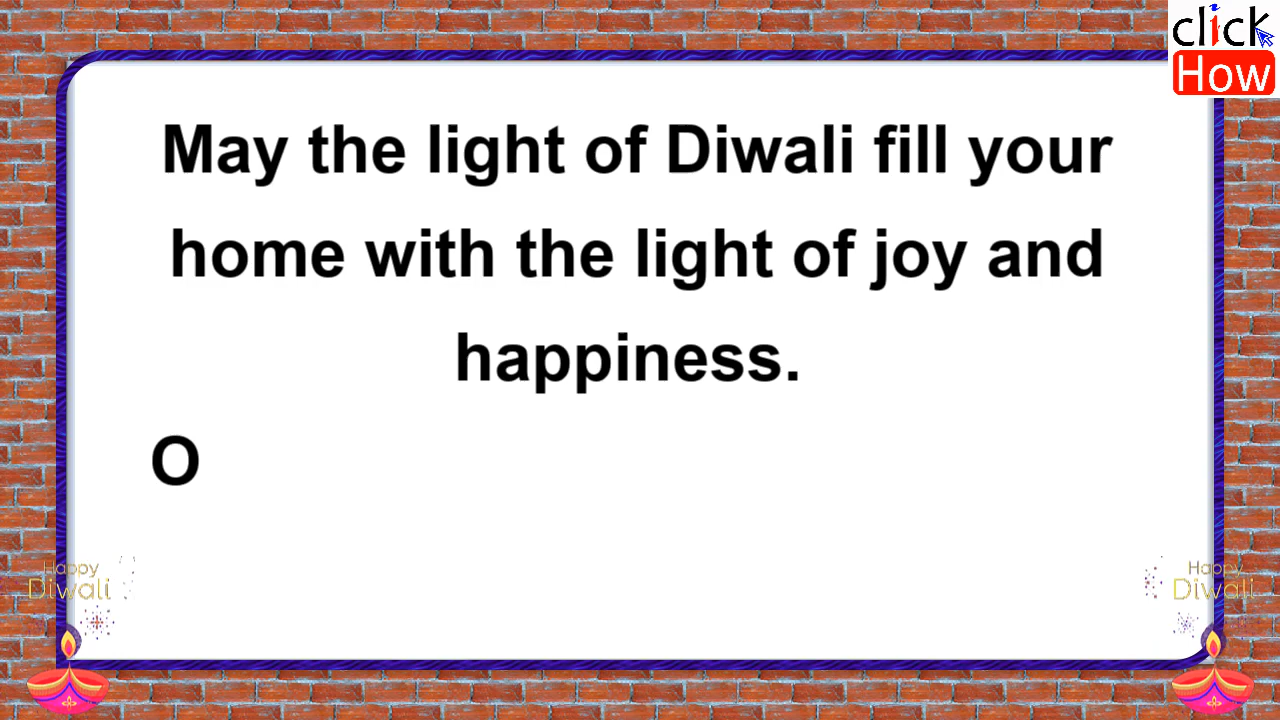 click
How
May the light of Diwali fill your
home with the light of joy and
happiness.
O
Happy
Diwali
Happy
Diwali